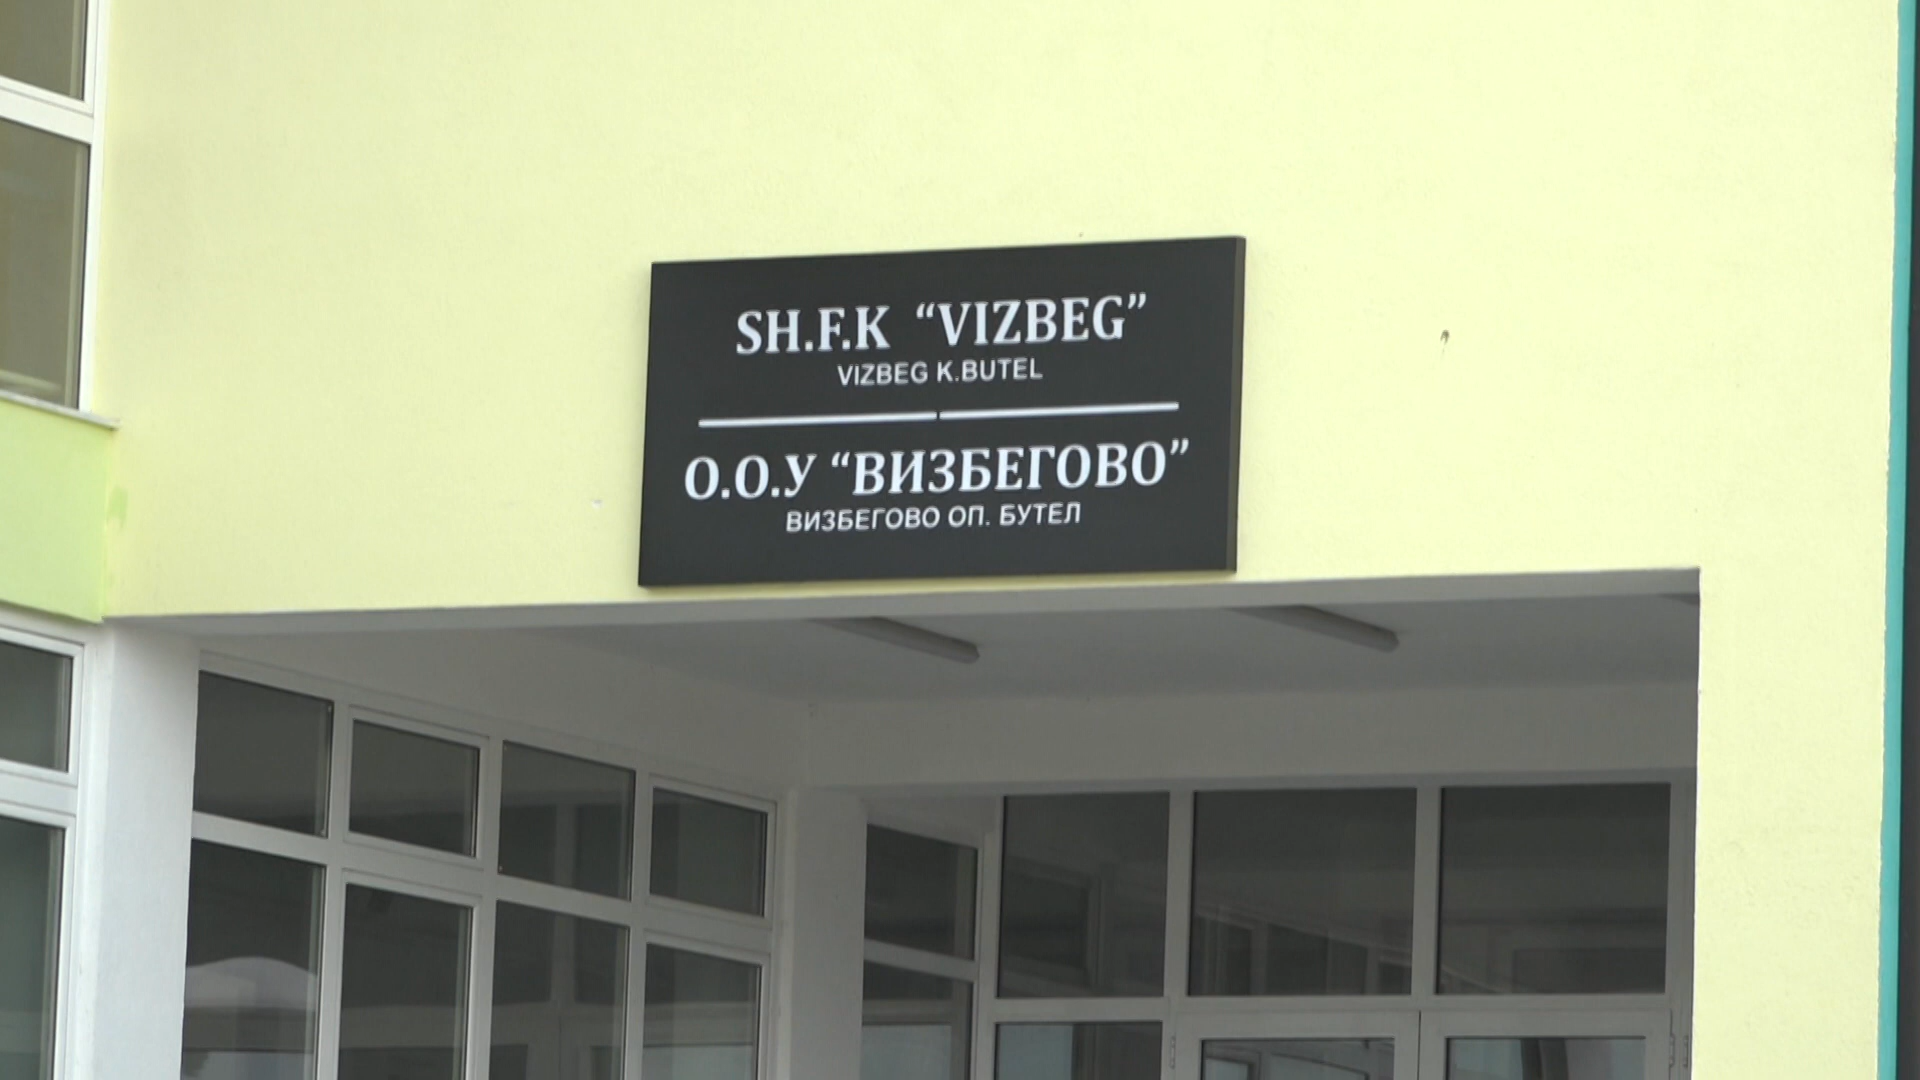 SH.F.K “VIZBEG”
VIZBEG K.BUTEL
О.О.У “ВИЗБЕГОВО”
ВИЗБЕГОВО ОП. БУТЕЛ